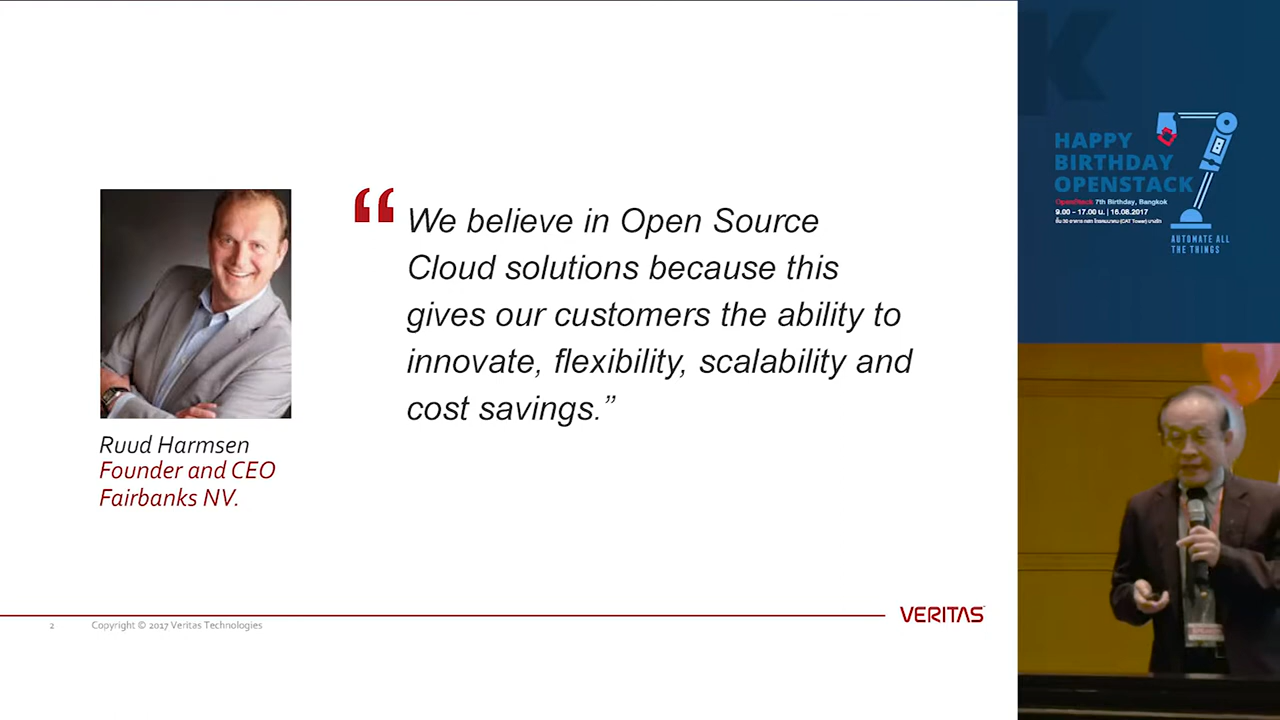 “
We believe in Open Source
Cloud solutions because this
gives our customers the ability to
innovate, flexibility, scalability and
cost savings.”
Ruud Harmsen
Founder and CEO
Fairbanks NV.
2 Copyright © 2017 Veritas Technologies
VERITAS
HAPPY
BIRTHDAY
OPENSTACK
OpenStack 7th Birthday, Bangkok
9.00 - 17.00 น. | 16.08.2017
AUTOMATE ALL
THE THINGS